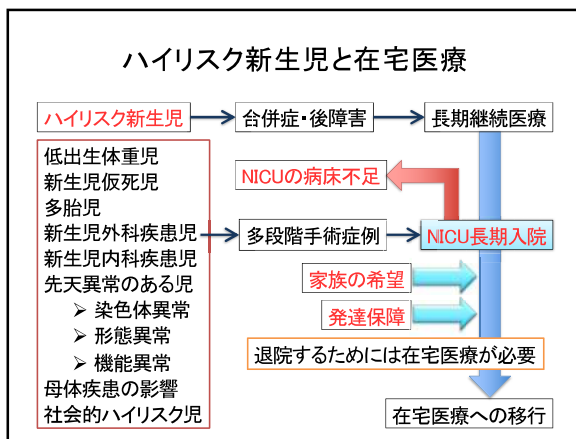 ハイリスク新生児と在宅医療
ハイリスク新生児
合併症・後障害
長期継続医療
低出生体重児
新生児仮死児
多胎児
新生児外科疾患児
新生児内科疾患児
先天異常のある児
➢ 染色体異常
➢ 形態異常
➢ 機能異常
母体疾患の影響
社会的ハイリスク児
NICUの病床不足
多段階手術症例
NICU長期入院
家族の希望
発達保障
退院するためには在宅医療が必要
在宅医療への移行